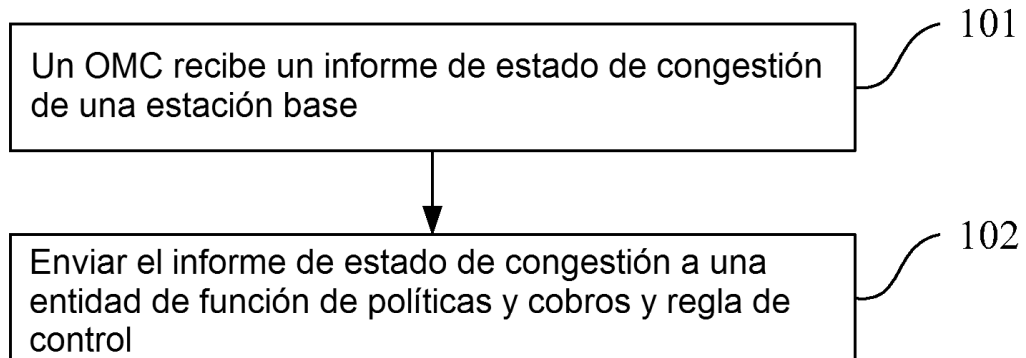 101
Un OMC recibe un informe de estado de congestión
de una estación base
102
Enviar el informe de estado de congestión a una
entidad de función de políticas y cobros y regla de
control